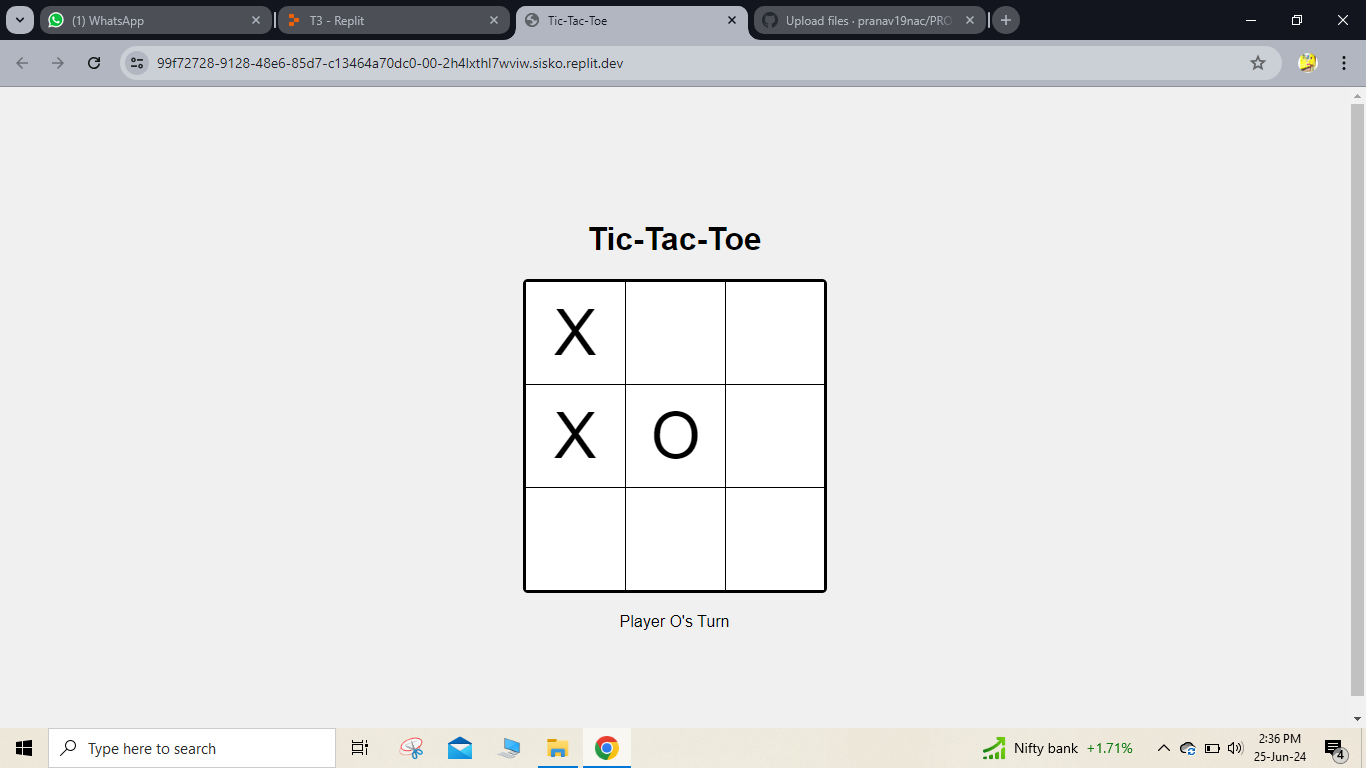 (1) WhatsApp
T3 - Replit
Tic-Tac-Toe
Upload files · pranav19nac/PRO
99f72728-9128-48e6-85d7-c13464a70dc0-00-2h4lxthl7wviw.sisko.replit.dev
Tic-Tac-Toe
X
X O
Player O's Turn
Type here to search
Nifty bank +1.71%
2:36 PM
25-Jun-24
4